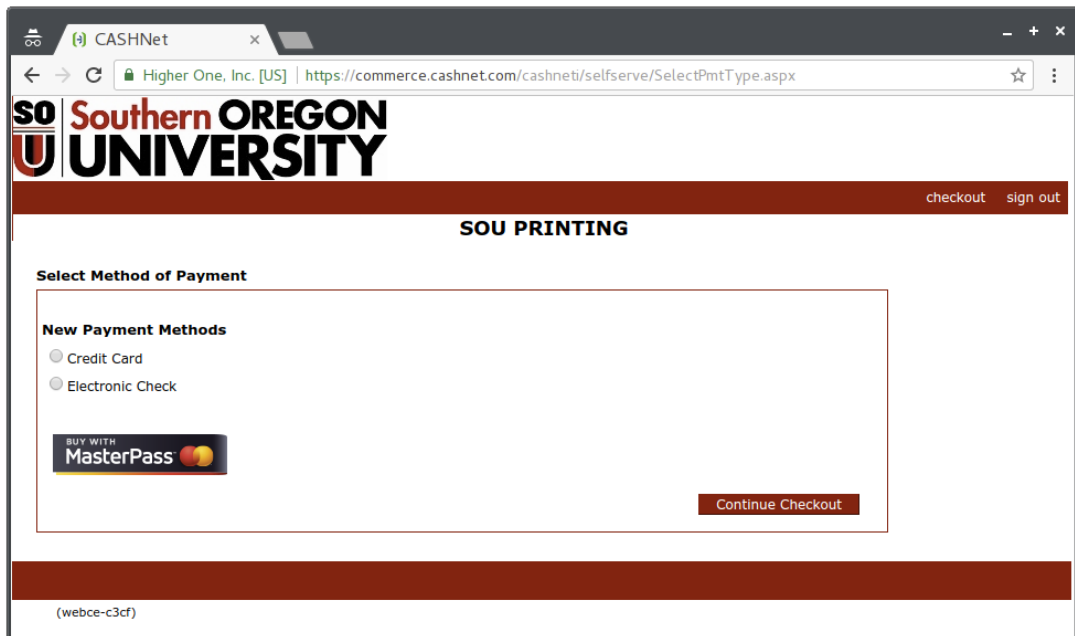 CASHNet
Higher One, Inc. [US] https://commerce.cashnet.com/cashneti/selfserve/SelectPmtType.aspx
SO
U
Southern OREGON
UNIVERSITY
checkout sign out
SOU PRINTING
Select Method of Payment
New Payment Methods
Credit Card
Electronic Check
BUY WITH
MasterPass
Continue Checkout
(webce-c3cf)